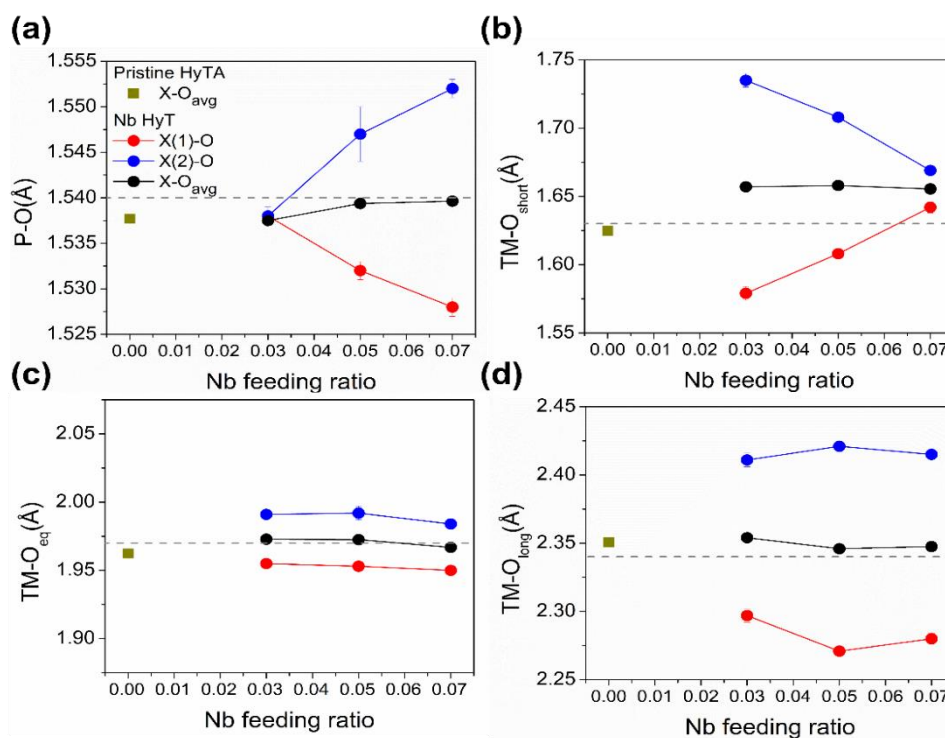 (a)
1.555
1.550
1.545
1.540
1.535
1.530
1.525
P-O(Å)
Pristine HyTA
X-Oavg
Nb HyT
X(1)-O
X(2)-O
X-Oavg
0.00 0.01 0.02 0.03 0.04 0.05 0.06 0.07
Nb feeding ratio
(b)
1.75
1.70
1.65
1.60
1.55
TM-Oshort(Å)
0.00 0.01 0.02 0.03 0.04 0.05 0.06 0.07
Nb feeding ratio
(c)
2.05
2.00
1.95
1.90
TM-Oeq(Å)
0.00 0.01 0.02 0.03 0.04 0.05 0.06 0.07
Nb feeding ratio
(d)
2.45
2.40
2.35
2.30
2.25
TM-Olong(Å)
0.00 0.01 0.02 0.03 0.04 0.05 0.06 0.07
Nb feeding ratio